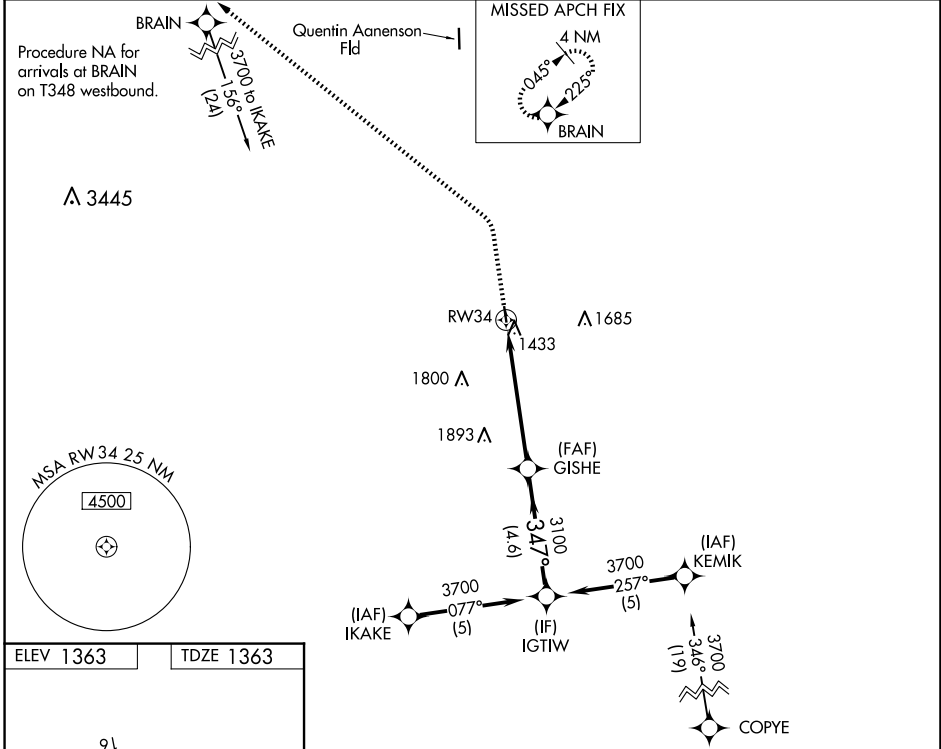 BRAIN
Procedure NA for
arrivals at BRAIN
on T348 westbound.
3700 to IKAKE
156°
(24)
Quentin Aanenson
Fld
MISSED APCH FIX
4 NM
045°
225°
BRAIN
3445
RW34
1433
1685
1800
1893
(FAF)
GISHE
MSA RW 34 25 NM
4500
3100
347°
(4.6)
(IAF)
KEMIK
3700
257°
(5)
3700
077°
(5)
(IAF)
IKAKE
(IF)
IGTIW
3700
346°
(19)
COPYE
ELEV 1363
TDZE 1363